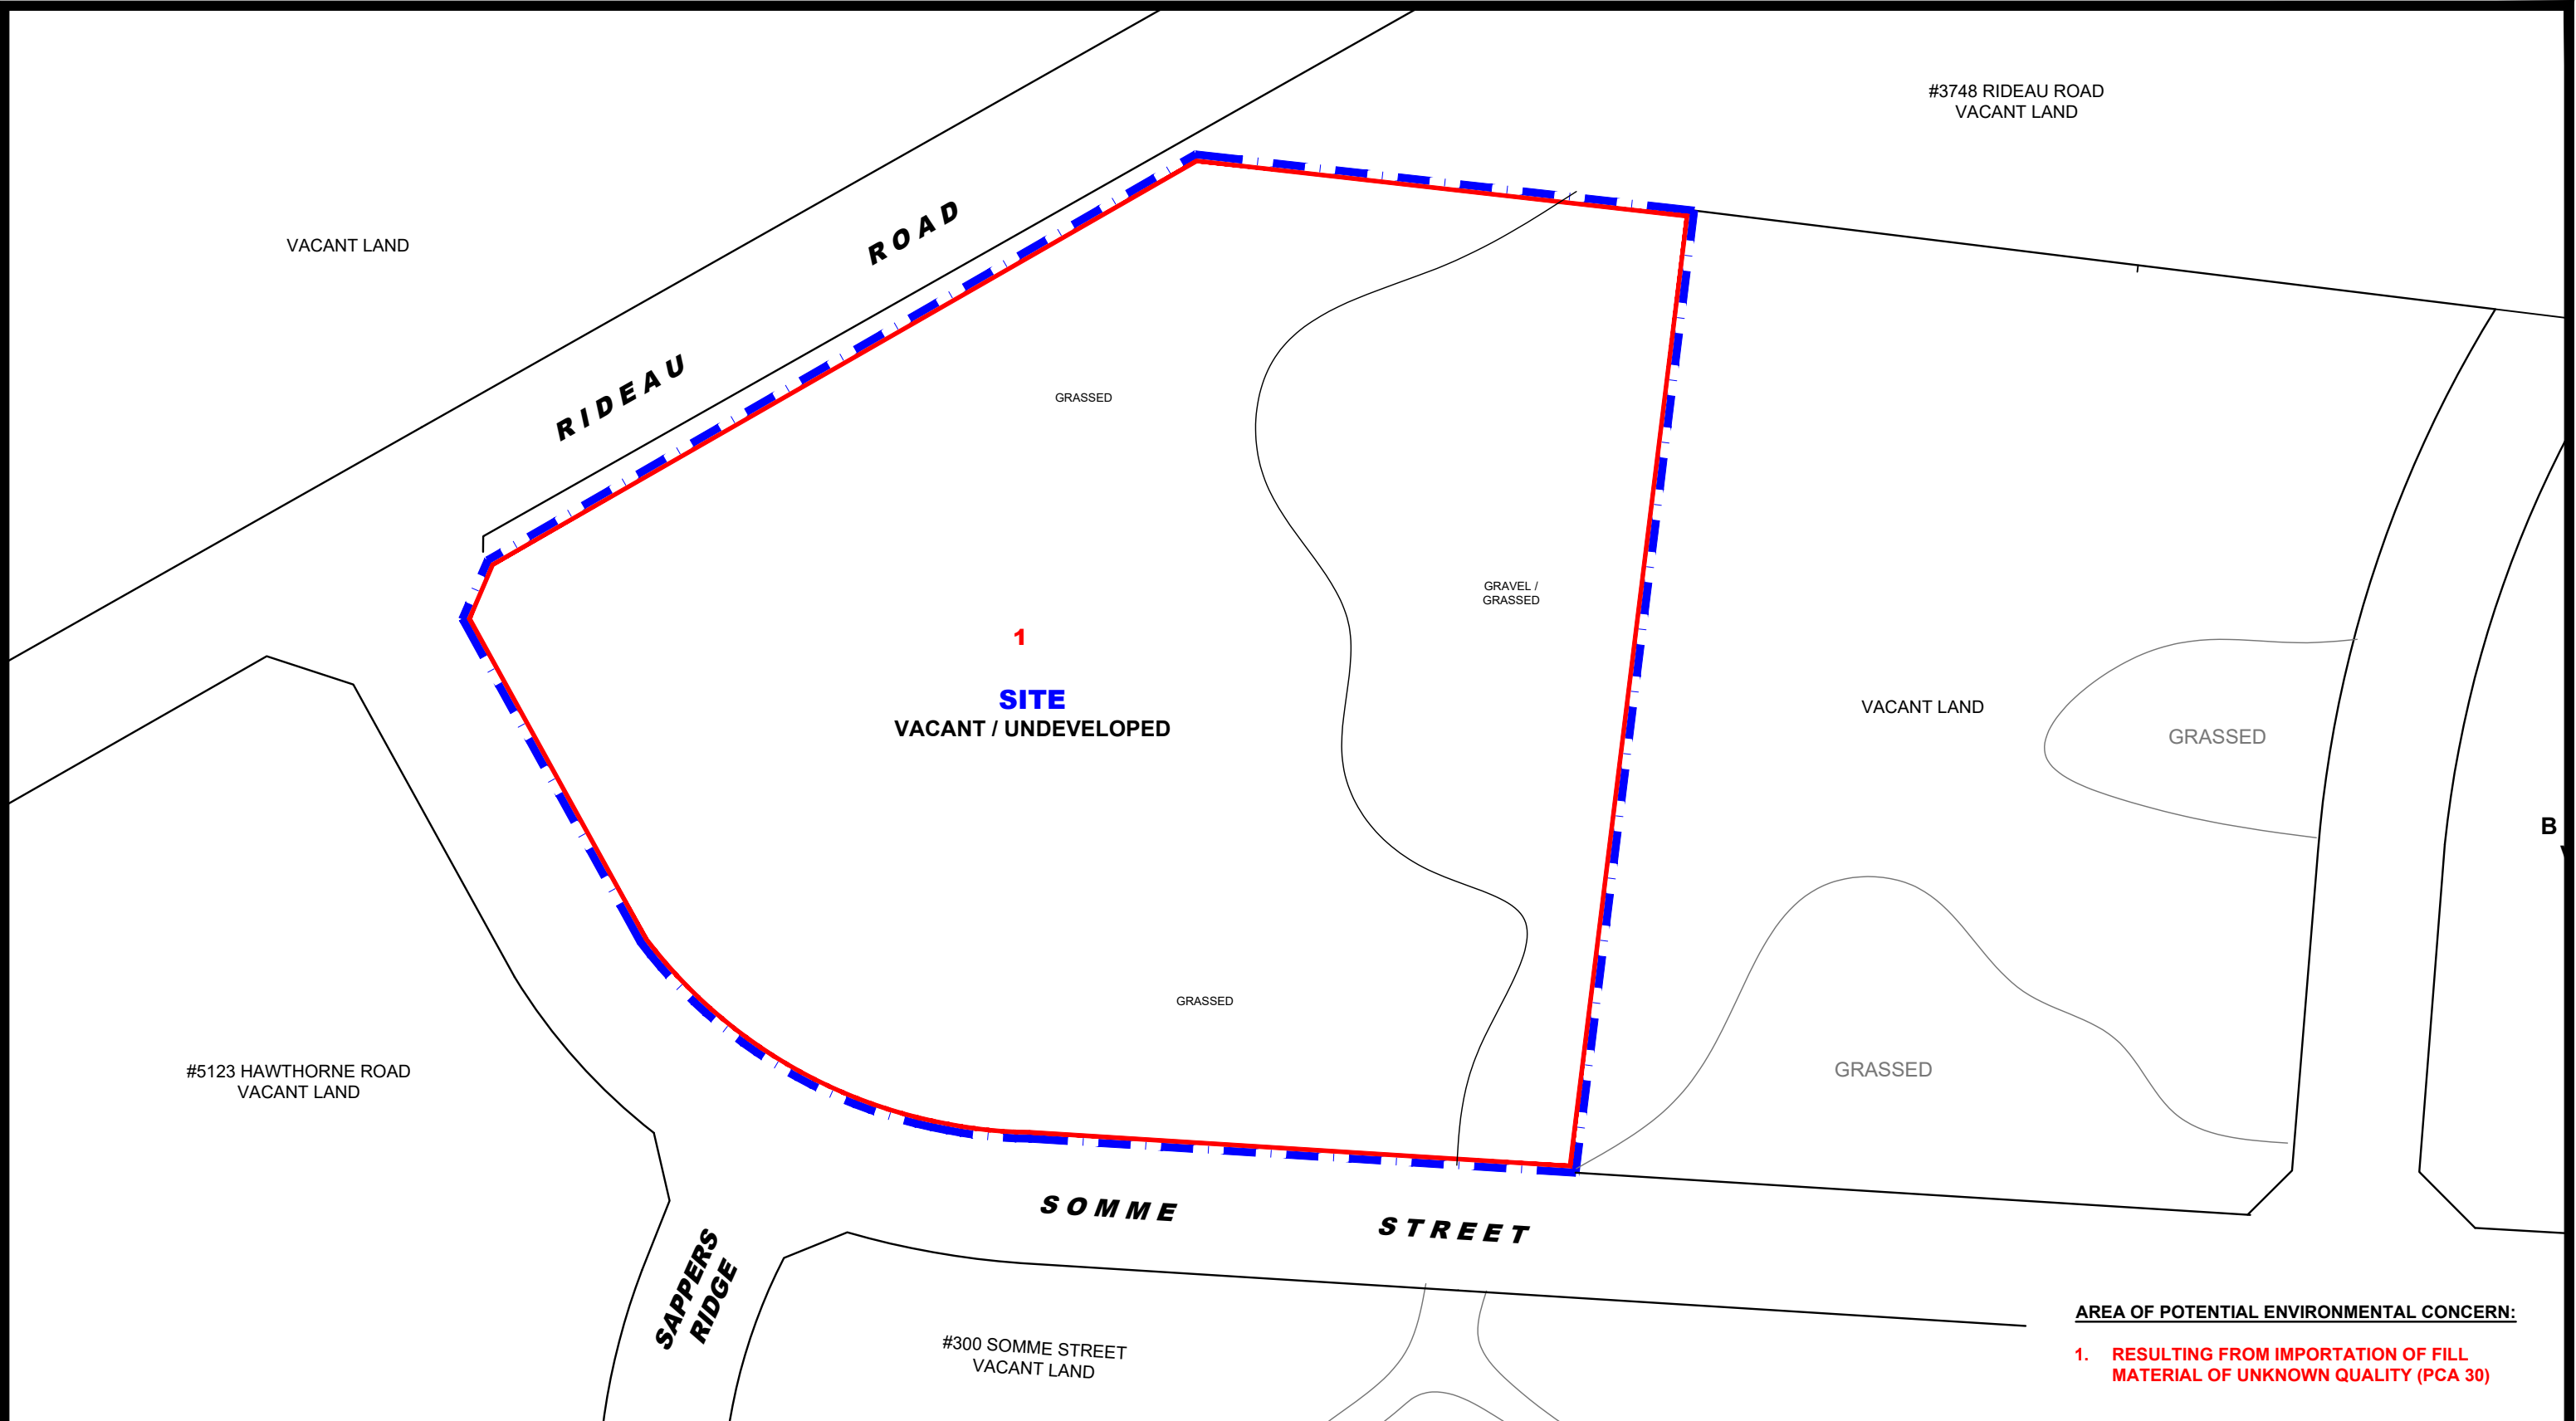 #3748 RIDEAU ROAD
VACANT LAND
VACANT LAND
RIDEAU ROAD
GRASSED
GRAVEL /
GRASSED
1
SITE
VACANT / UNDEVELOPED
VACANT LAND
GRASSED
B
GRASSED
GRASSED
#5123 HAWTHORNE ROAD
VACANT LAND
SOMME STREET
SAPPERS
RIDGE
#300 SOMME STREET
VACANT LAND
AREA OF POTENTIAL ENVIRONMENTAL CONCERN:
1. RESULTING FROM IMPORTATION OF FILL
MATERIAL OF UNKNOWN QUALITY (PCA 30)